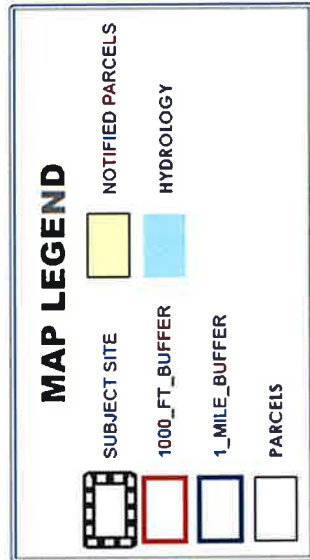 MAP LEGEND
SUBJECT SITE
1000_FT_BUFFER
1_MILE_BUFFER
PARCELS
NOTIFIED PARCELS
HYDROLOGY